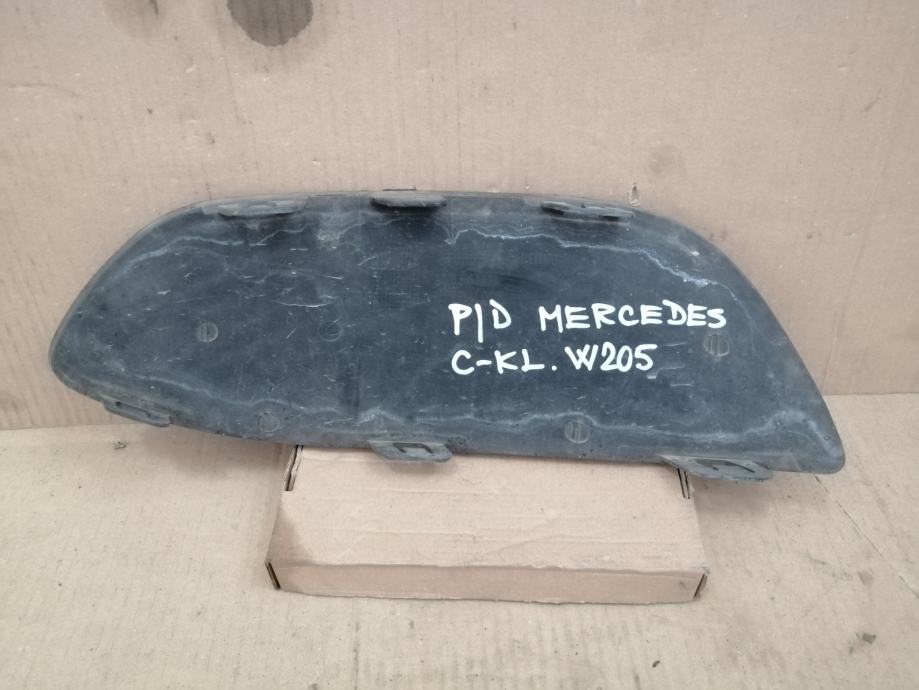 P/D MERCEDES
C-KL. W205